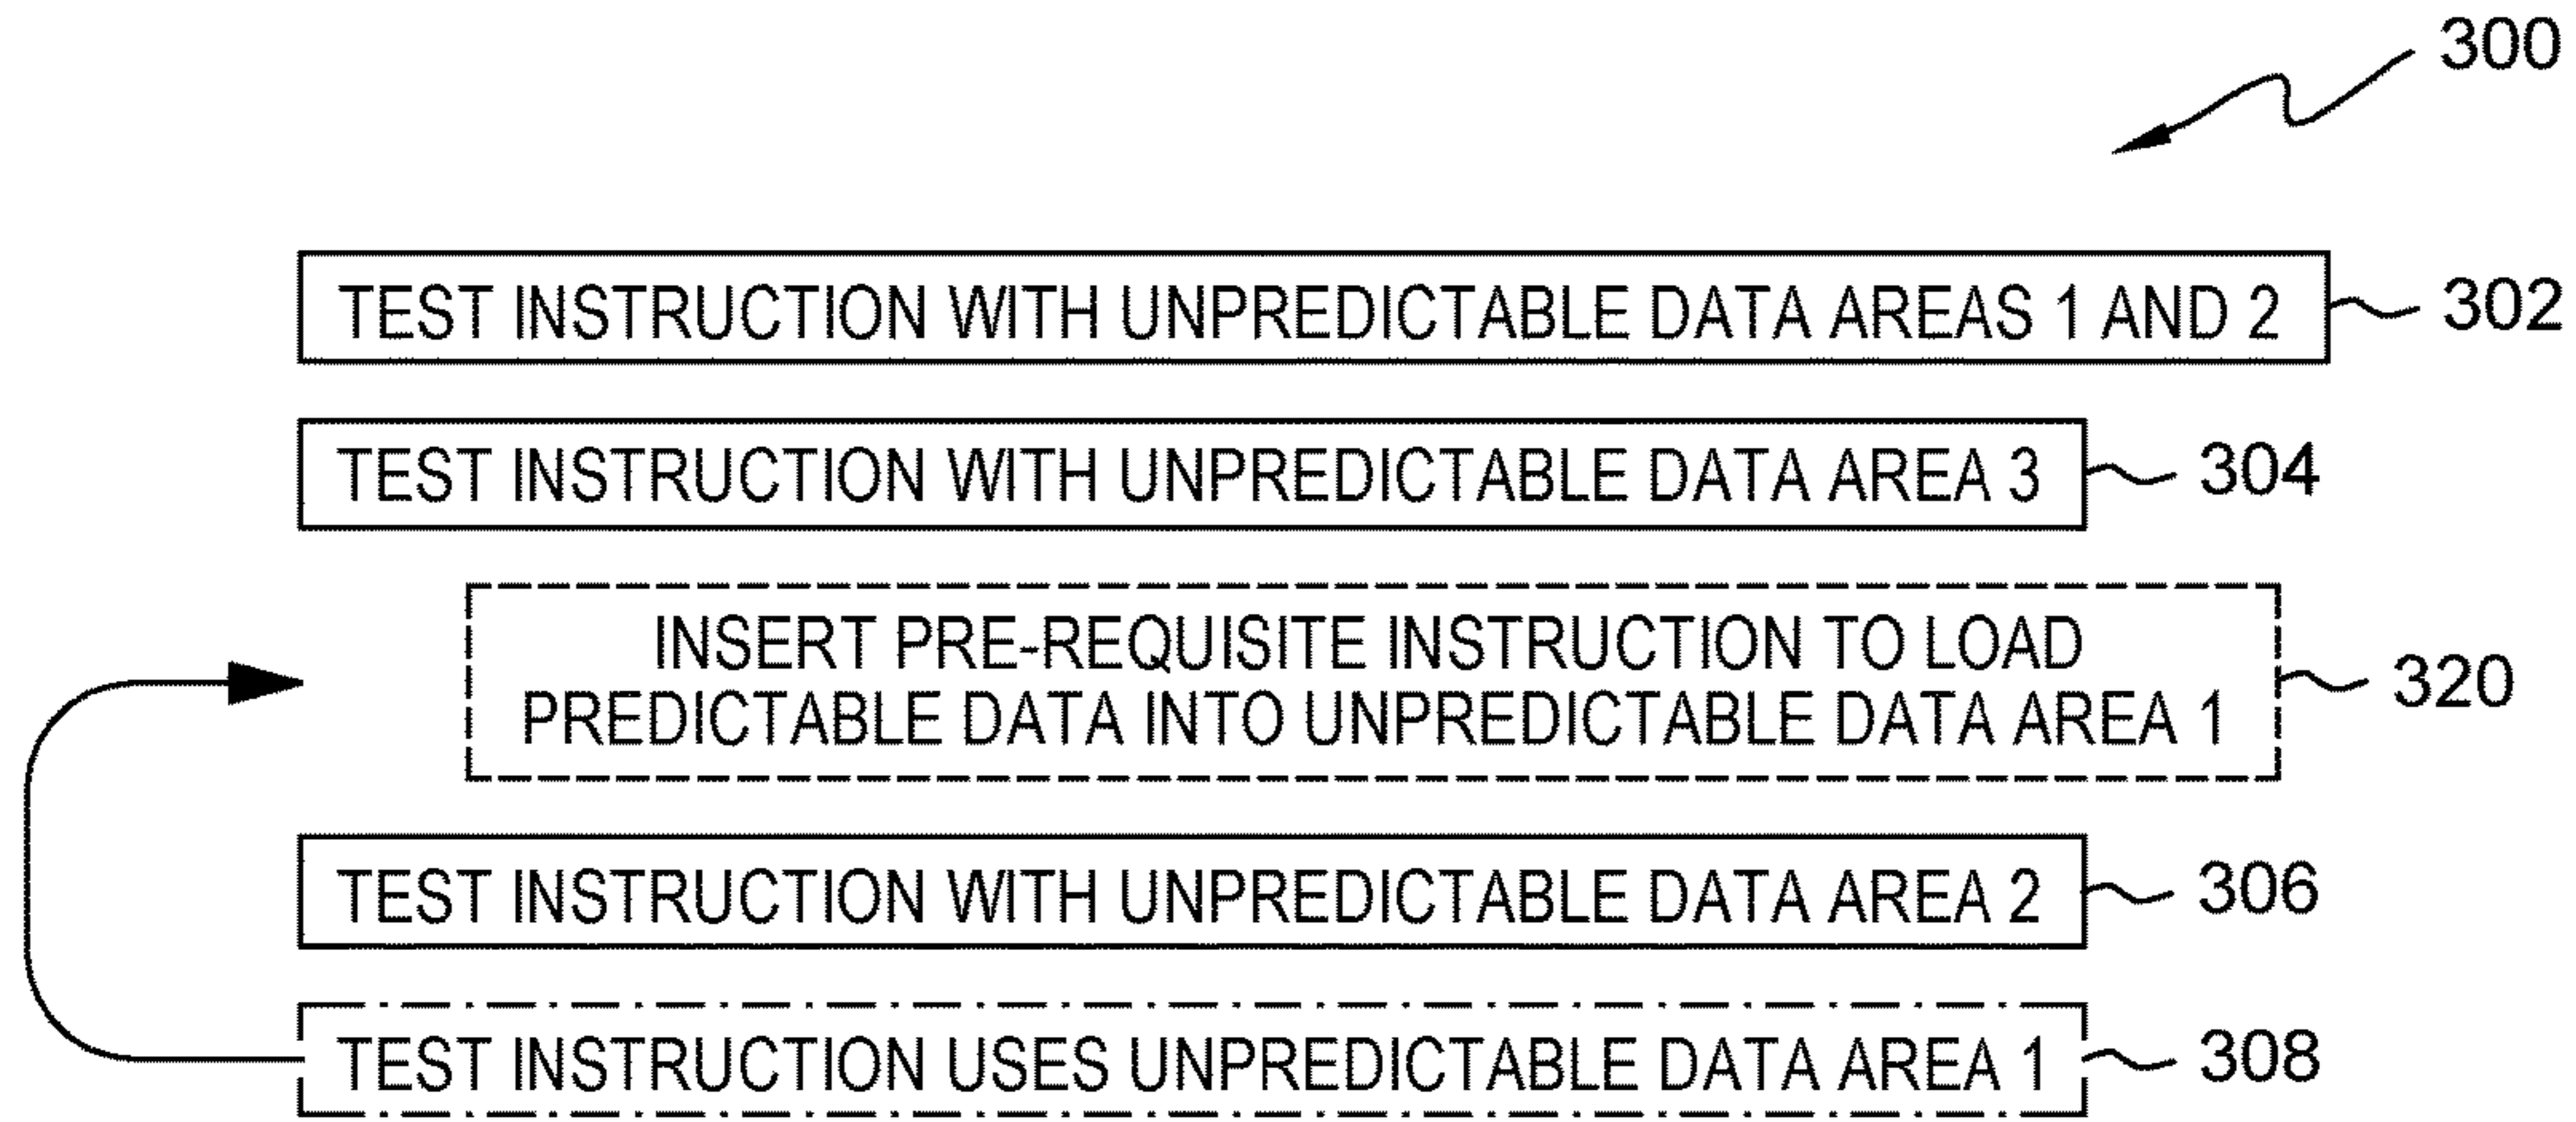 300
TEST INSTRUCTION WITH UNPREDICTABLE DATA AREAS 1 AND 2
302
TEST INSTRUCTION WITH UNPREDICTABLE DATA AREA 3
304
INSERT PRE-REQUISITE INSTRUCTION TO LOAD
PREDICTABLE DATA INTO UNPREDICTABLE DATA AREA 1
320
TEST INSTRUCTION WITH UNPREDICTABLE DATA AREA 2
306
TEST INSTRUCTION USES UNPREDICTABLE DATA AREA 1
308